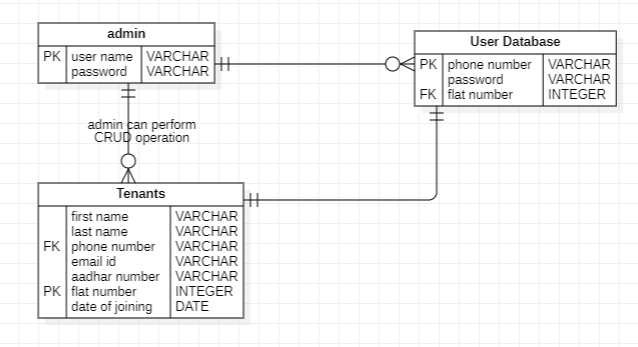 admin
PK user name VARCHAR
password VARCHAR
User Database
PK phone number VARCHAR
password VARCHAR
FK flat number INTEGER
admin can perform
CRUD operation
Tenants
first name VARCHAR
last name VARCHAR
FK phone number VARCHAR
email id VARCHAR
aadhar number VARCHAR
PK flat number INTEGER
date of joining DATE